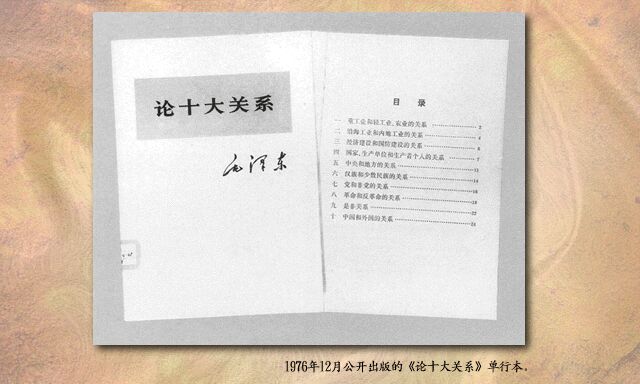 论十大关系
毛泽东
目 录
一 重工业和轻工业、农业的关系 2
二 沿海工业和内地工业的关系 4
三 经济建设和国防建设的关系 6
四 国家、生产单位和生产者个人的关系 7
五 中央和地方的关系
六 汉族和少数民族的关系
七 党和非党的关系
八 革命和反革命的关系
九 是非关系 22
十 中国和外国的关系 24
1976年12月公开出版的《论十大关系》单行本。